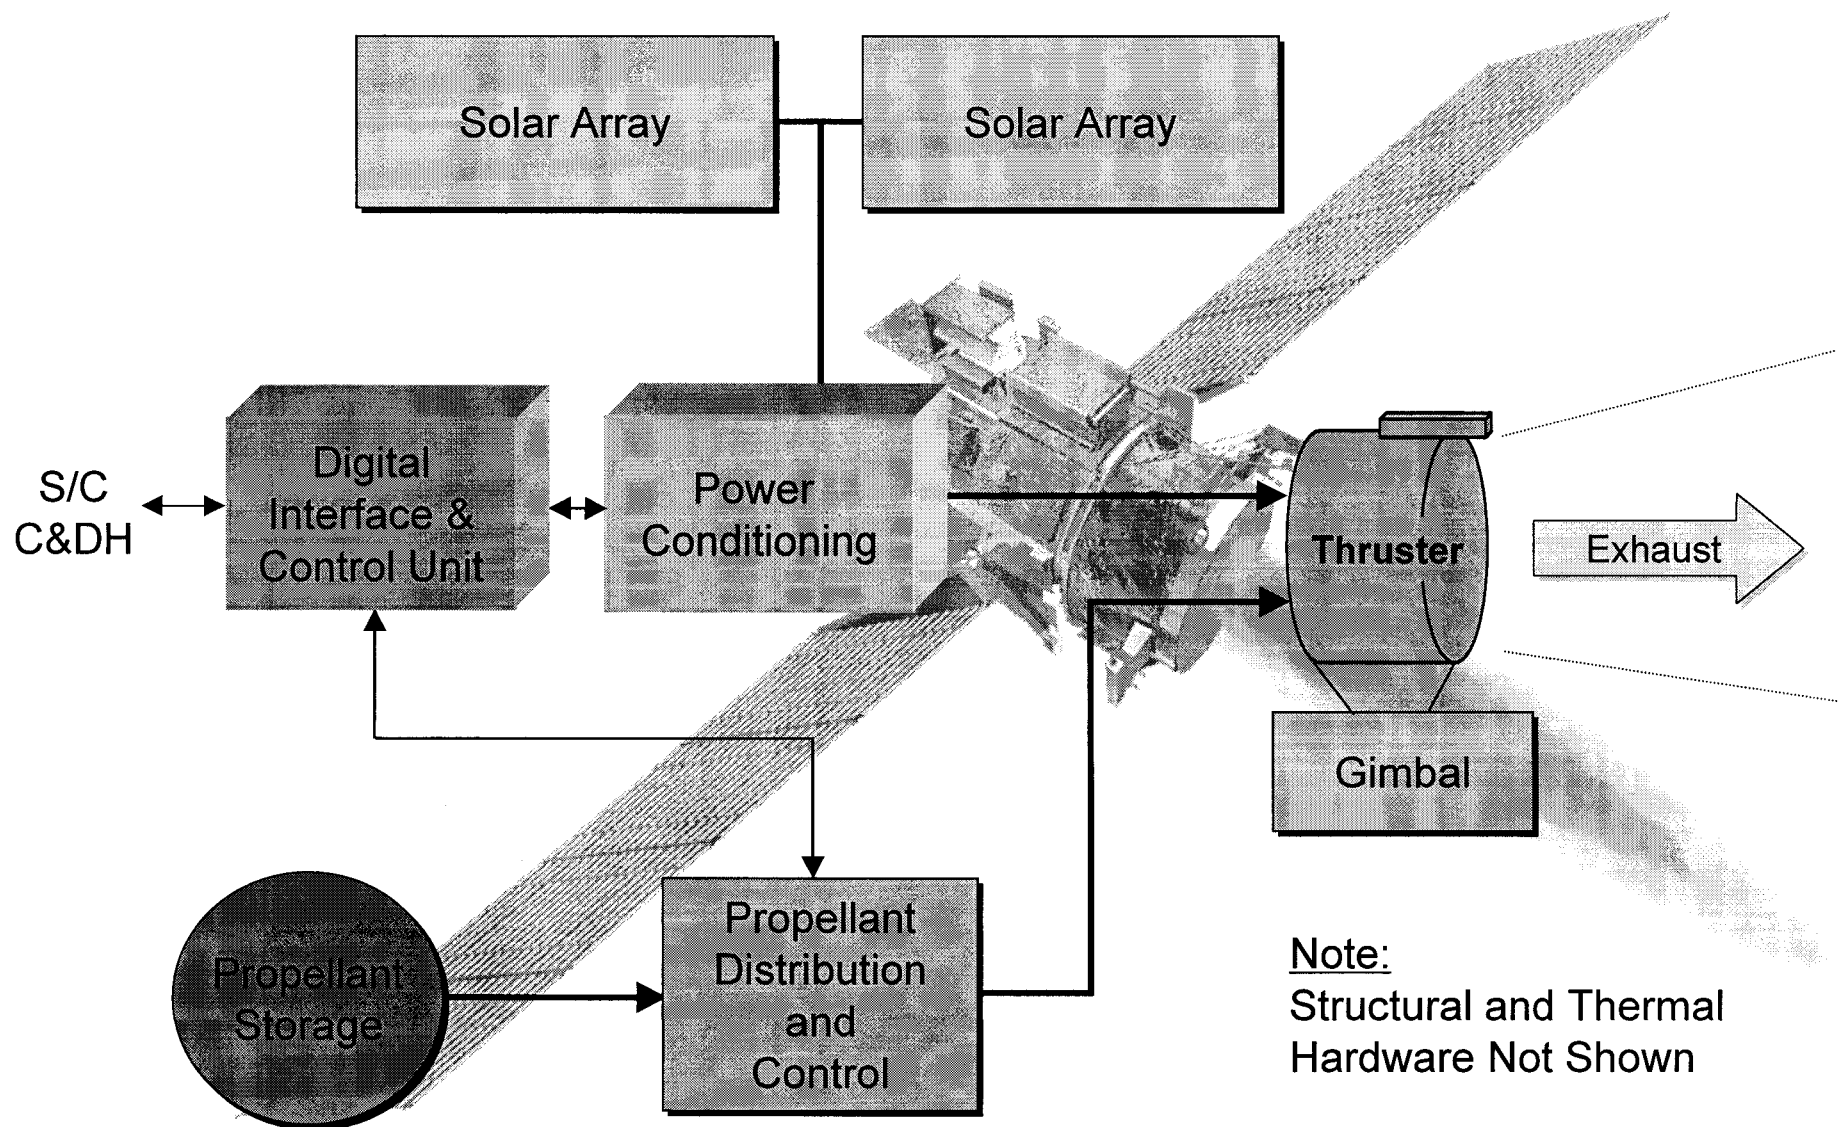 Solar Array
Solar Array
S/C
C&DH
Digital
Interface &
Control Unit
Power
Conditioning
Thruster
Exhaust
Gimbal
Propellant
Storage
Propellant
Distribution
and
Control
Note:
Structural and Thermal
Hardware Not Shown